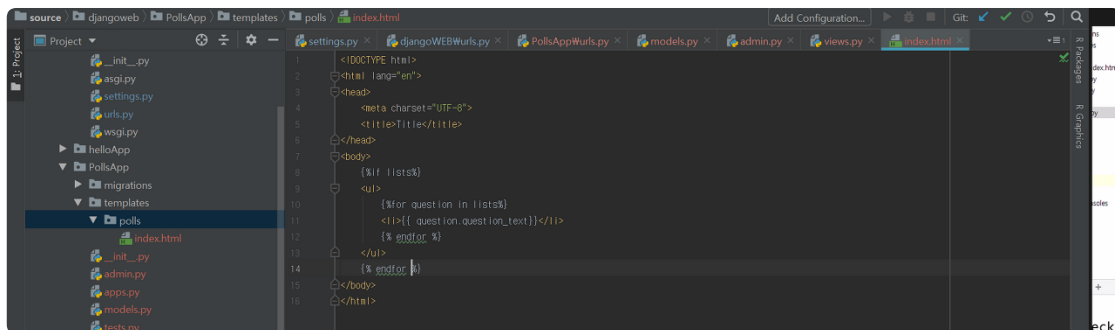 source djangoweb PollsApp templates polls index.html Add Configuration... Git:
Project settings.py djangoWEB₩urls.py PollsApp₩urls.py models.py admin.py views.py index.html
1: Project
R Packages
R Graphics
__init__.py
asgi.py
settings.py
urls.py
wsgi.py
helloApp
PollsApp
migrations
templates
polls
index.html
__init__.py
admin.py
apps.py
models.py
tests.py
1 <!DOCTYPE html>
2 <html lang="en">
3 <head>
4 <meta charset="UTF-8">
5 <title>Title</title>
6 </head>
7 <body>
8 {%if lists%}
9 <ul>
10 {%for question in lists%}
11 <li>{{ question.question_text}}</li>
12 {% endfor %}
13 </ul>
14 {% endfor %}
15 </body>
16 </html>